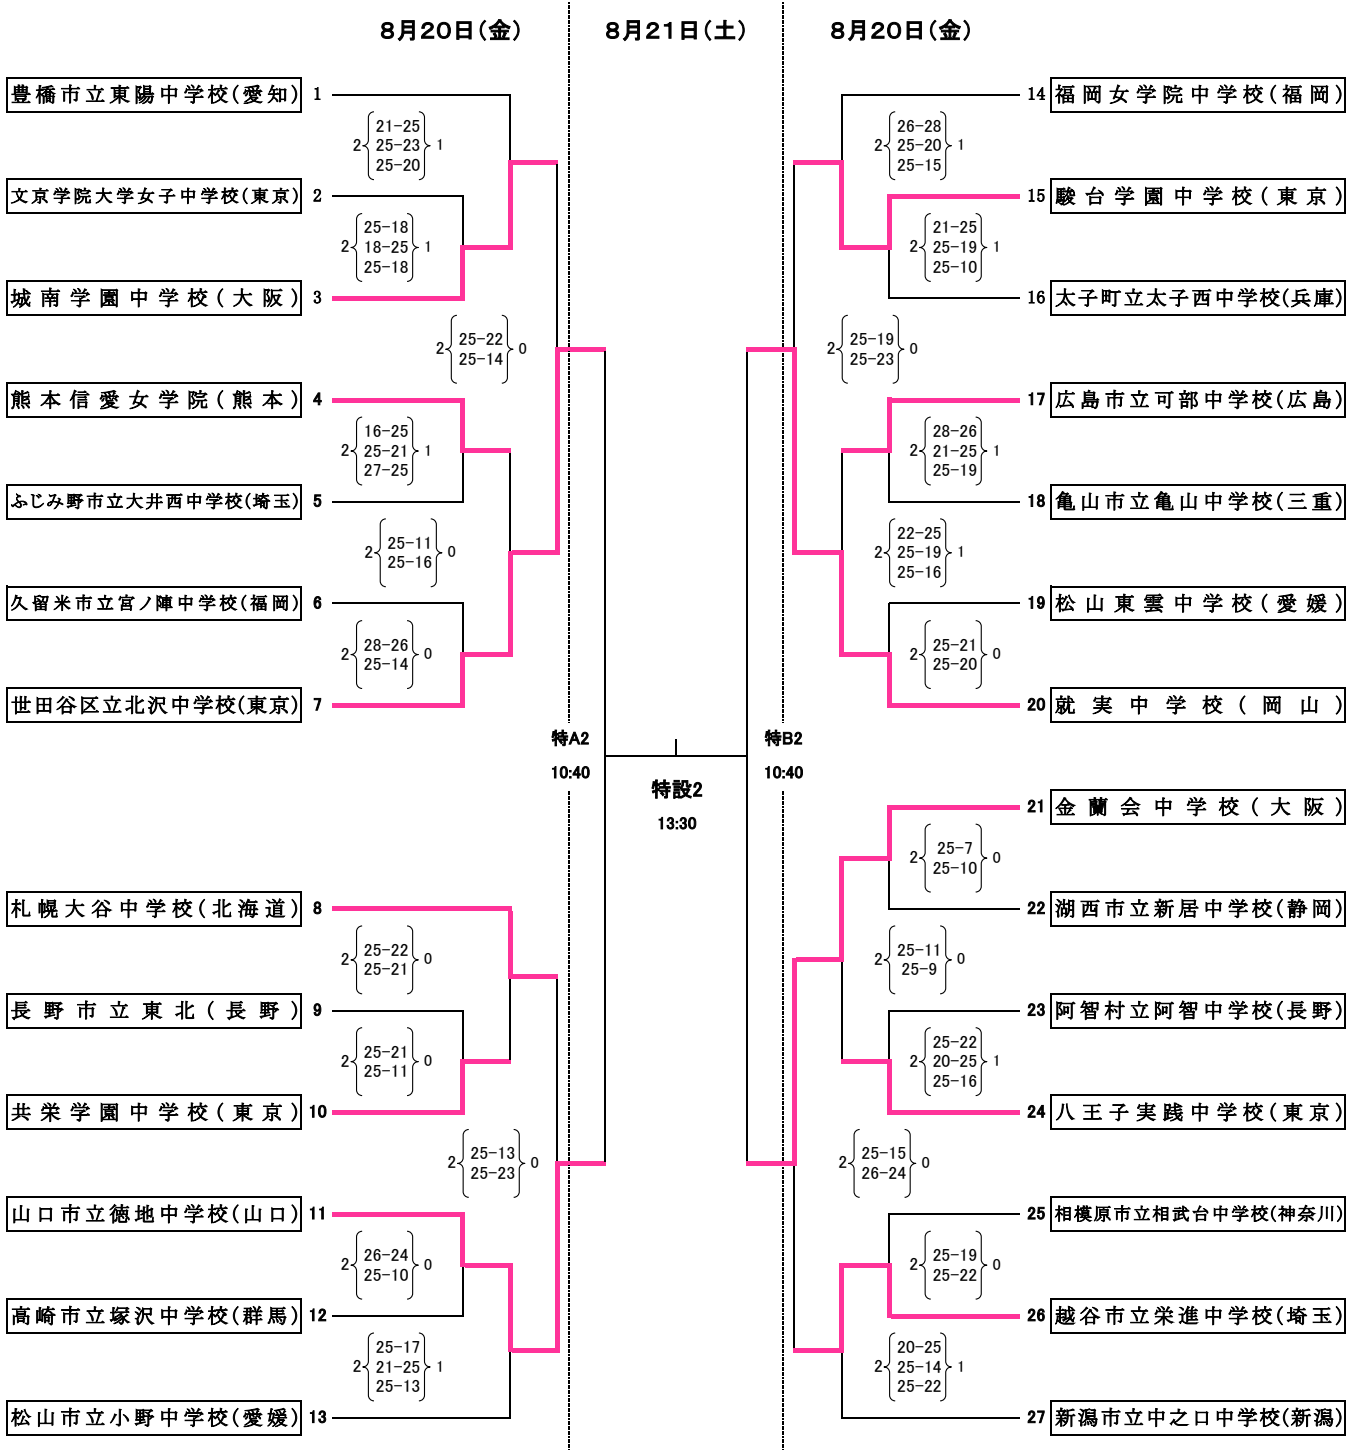 8月20日(金)
8月21日(土)
8月20日(金)
豊橋市立東陽中学校(愛知) 1
2 21-25 1
25-23
25-20
文京学院大学女子中学校(東京) 2
2 25-18 1
18-25
25-18
城南学園中学校(大阪) 3
2 25-22 0
25-14
熊本信愛女学院(熊本) 4
2 16-25 1
25-21
27-25
ふじみ野市立大井西中学校(埼玉) 5
2 25-11 0
25-16
久留米市立宮ノ陣中学校(福岡) 6
2 28-26 0
25-14
世田谷区立北沢中学校(東京) 7
札幌大谷中学校(北海道) 8
2 25-22 0
25-21
長野市立東北(長野) 9
2 25-21 0
25-11
共栄学園中学校(東京) 10
2 25-13 0
25-23
山口市立徳地中学校(山口) 11
2 26-24 0
25-10
高崎市立塚沢中学校(群馬) 12
2 25-17 1
21-25
25-13
松山市立小野中学校(愛媛) 13
特A2
10:40
特設2
13:30
特B2
10:40
14 福岡女学院中学校(福岡)
2 26-28 1
25-20
25-15
15 駿台学園中学校(東京)
2 21-25 1
25-19
25-10
16 太子町立太子西中学校(兵庫)
2 25-19 0
25-23
17 広島市立可部中学校(広島)
2 28-26 1
21-25
25-19
18 亀山市立亀山中学校(三重)
2 22-25 1
25-19
25-16
19 松山東雲中学校(愛媛)
2 25-21 0
25-20
20 就実中学校(岡山)
21 金蘭会中学校(大阪)
2 25-7 0
25-10
22 湖西市立新居中学校(静岡)
2 25-11 0
25-9
23 阿智村立阿智中学校(長野)
2 25-22 1
20-25
25-16
24 八王子実践中学校(東京)
2 25-15 0
26-24
25 相模原市立相武台中学校(神奈川)
2 25-19 0
25-22
26 越谷市立栄進中学校(埼玉)
2 20-25 1
25-14
25-22
27 新潟市立中之口中学校(新潟)